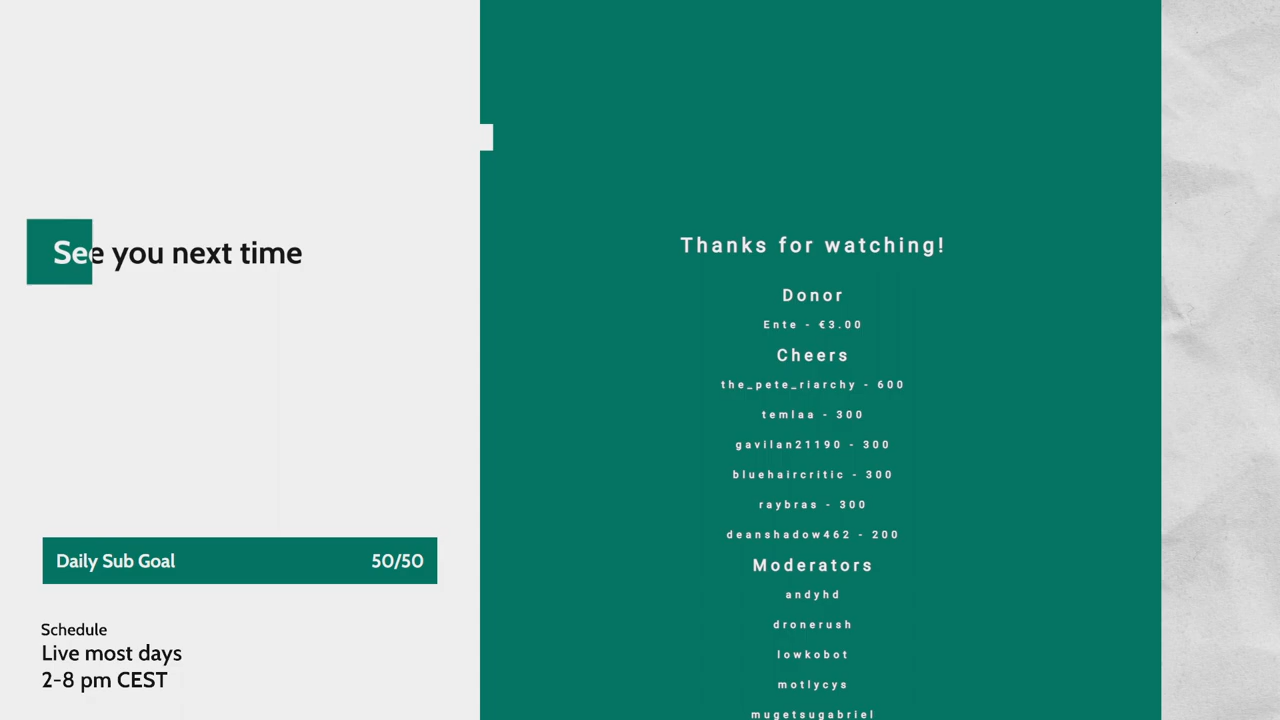 See you next time
Daily Sub Goal 50/50
Schedule
Live most days
2-8 pm CEST
Thanks for watching!
Donor
Ente - €3.00
Cheers
the_pete_riarchy - 600
temlaa - 300
gavilan21190 - 300
bluehaircritic - 300
raybras - 300
deanshadow462 - 200
Moderators
andyhd
dronerush
lowkobot
motlycys
mugetsugabriel